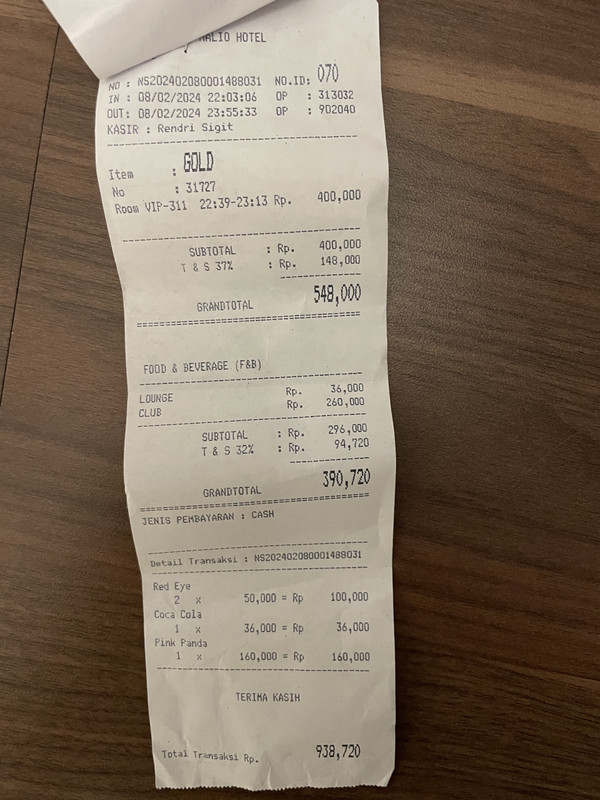 HOTEL
NO : NS202402080001488031 NO.ID: 070
IN : 08/02/2024 22:03:06 OP : 313032
OUT: 08/02/2024 23:55:33 OP : 902040
KASIR : Rendri Sigit
Item : GOLD
No : 31727
Room VIP-311 22:39-23:13 Rp. 400,000
SUBTOTAL : Rp. 400,000
T & S 37% : Rp. 148,000
GRANDTOTAL 548,000
FOOD & BEVERAGE (F&B)
LOUNGE Rp. 36,000
CLUB Rp. 260,000
SUBTOTAL : Rp. 296,000
T & S 32% : Rp. 94,720
GRANDTOTAL 390,720
JENIS PEMBAYARAN : CASH
Detail Transaksi : NS202402080001488031
Red Eye
2 x 50,000 = Rp 100,000
Coca Cola
1 x 36,000 = Rp 36,000
Pink Panda
1 x 160,000 = Rp 160,000
TERIMA KASIH
Total Transaksi Rp. 938,720